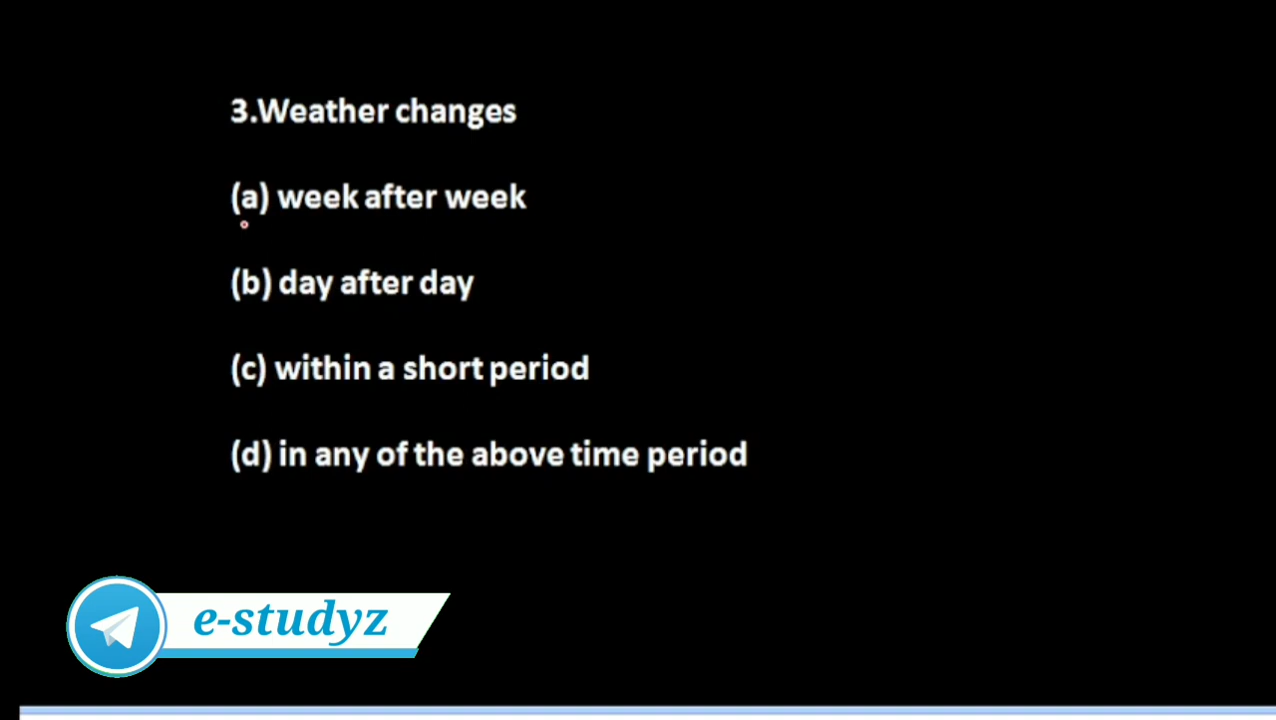 3.Weather changes
(a) week after week
(b) day after day
(c) within a short period
(d) in any of the above time period
e-studyz